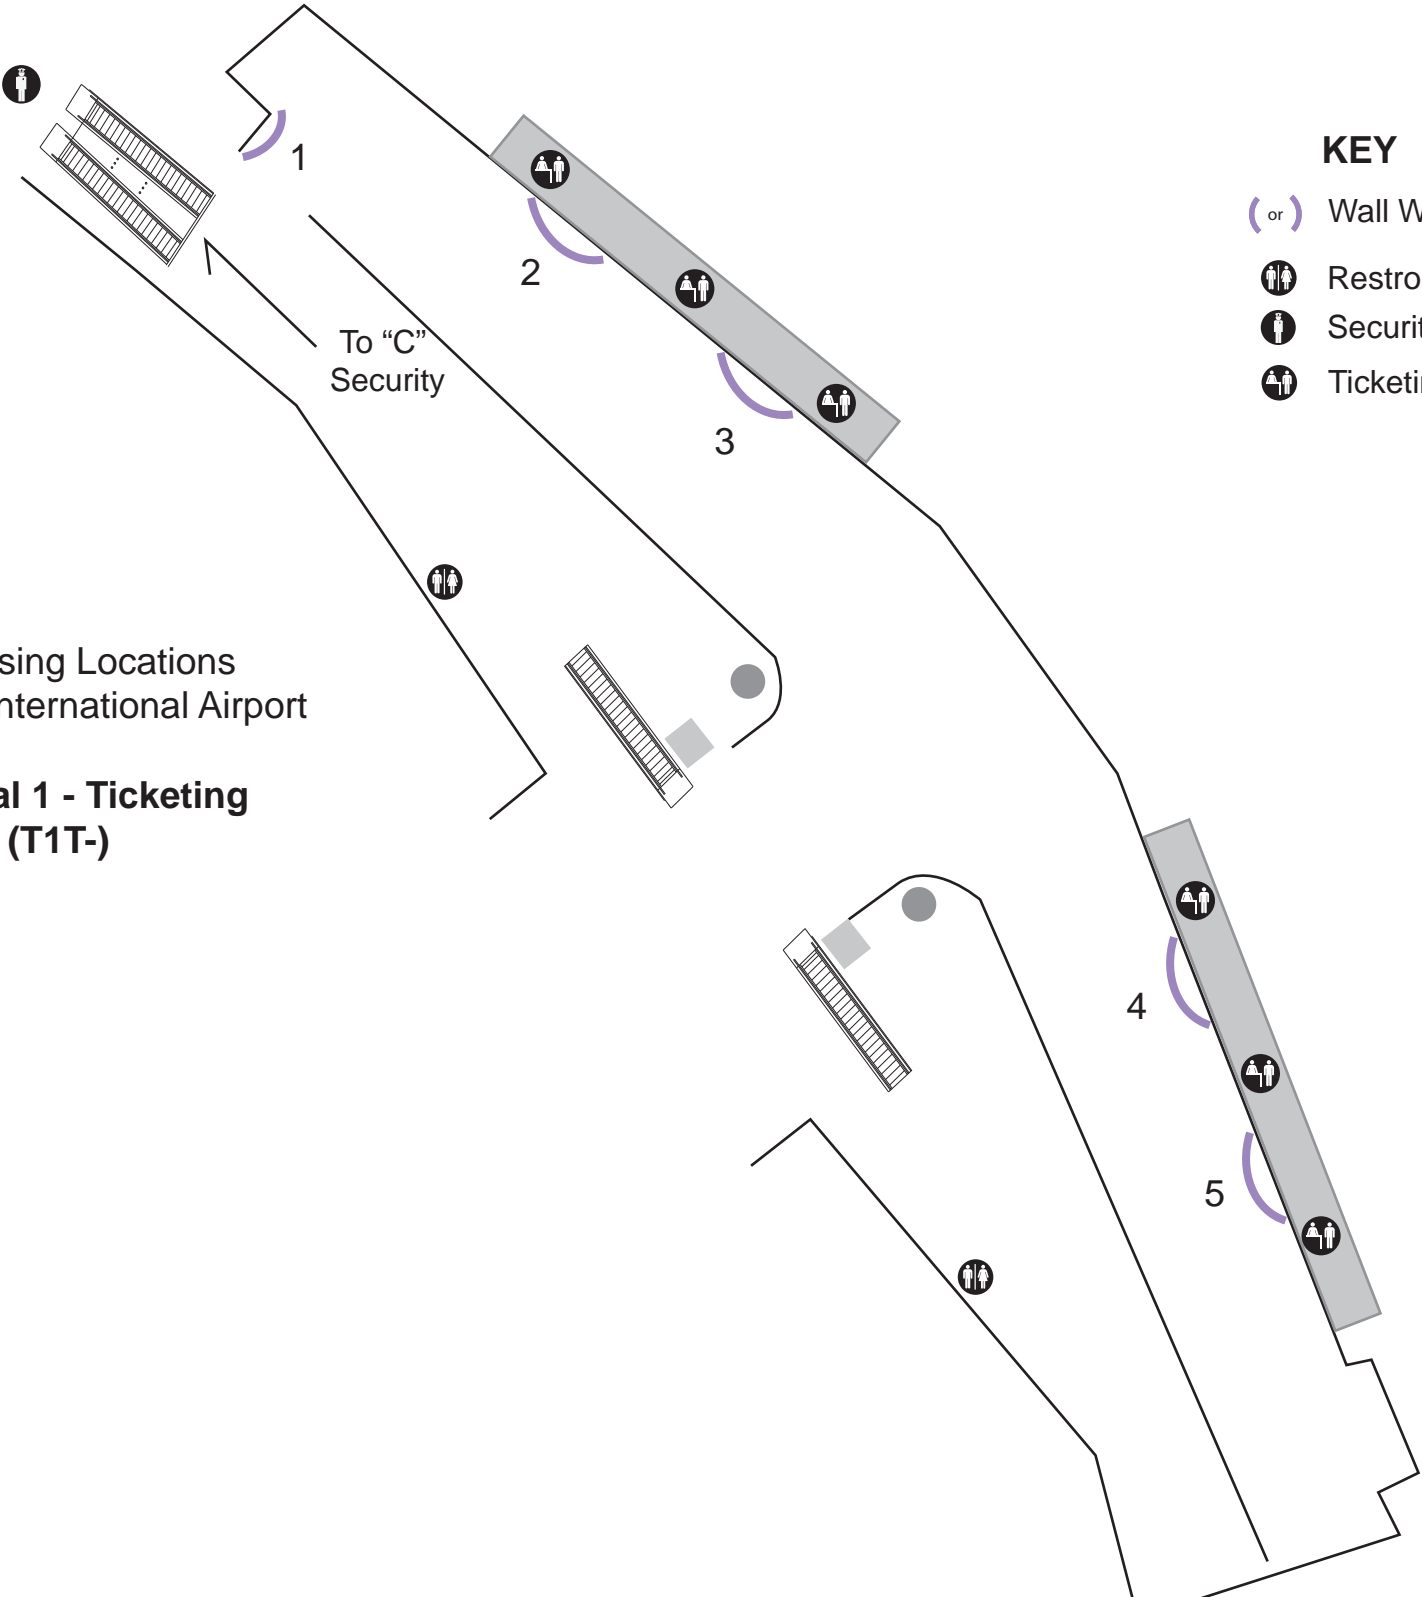 1
KEY
or
Wall W
2
Restro
To “C”
Security
Securit
Ticketi
3
sing Locations
nternational Airport
al 1 - Ticketing
(T1T-)
4
5